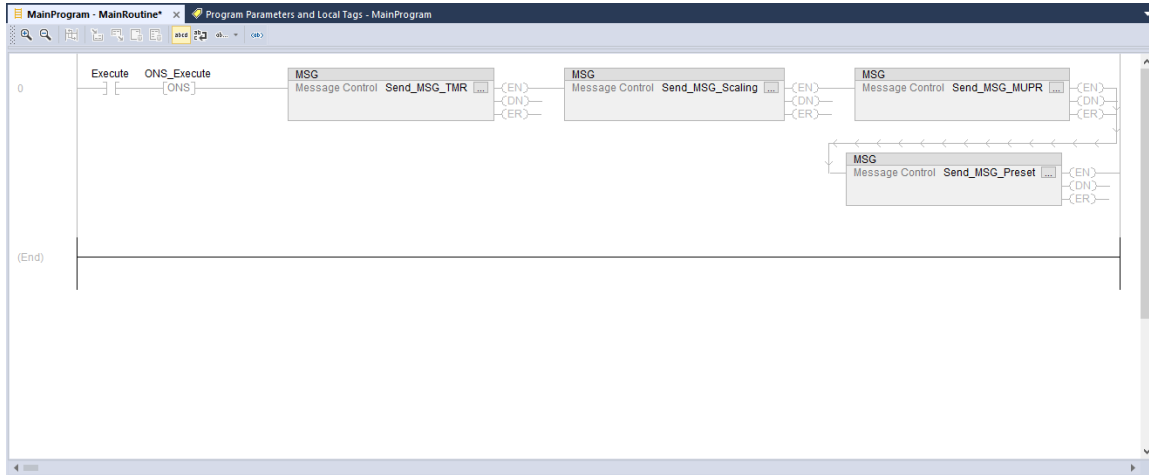 MainProgram - MainRoutine* × Program Parameters and Local Tags - MainProgram
Execute ONS_Execute
0 ONS
MSG
Message Control Send_MSG_TMR ...
(EN)
(DN)
(ER)
MSG
Message Control Send_MSG_Scaling ...
(EN)
(DN)
(ER)
MSG
Message Control Send_MSG_MUPR ...
(EN)
(DN)
(ER)
MSG
Message Control Send_MSG_Preset ...
(EN)
(DN)
(ER)
(End)